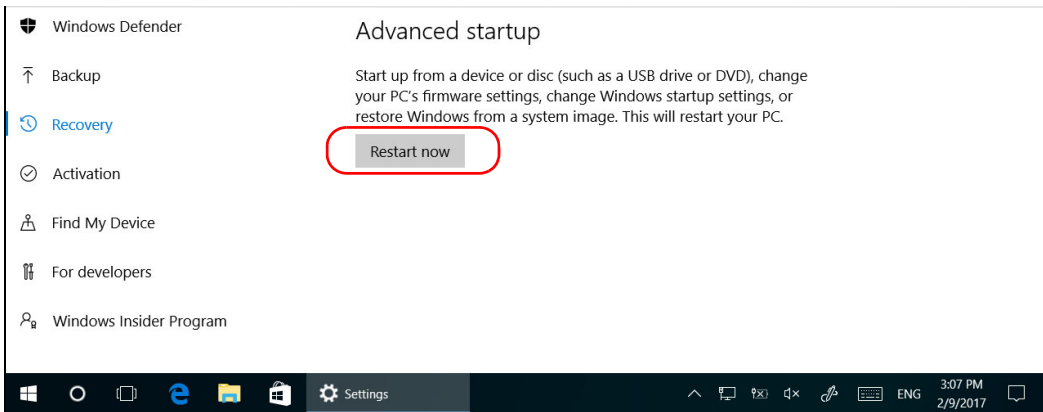 Windows Defender
Backup
Recovery
Activation
Find My Device
For developers
Windows Insider Program
Advanced startup
Start up from a device or disc (such as a USB drive or DVD), change
your PC's firmware settings, change Windows startup settings, or
restore Windows from a system image. This will restart your PC.
Restart now
Settings
ENG
3:07 PM
2/9/2017